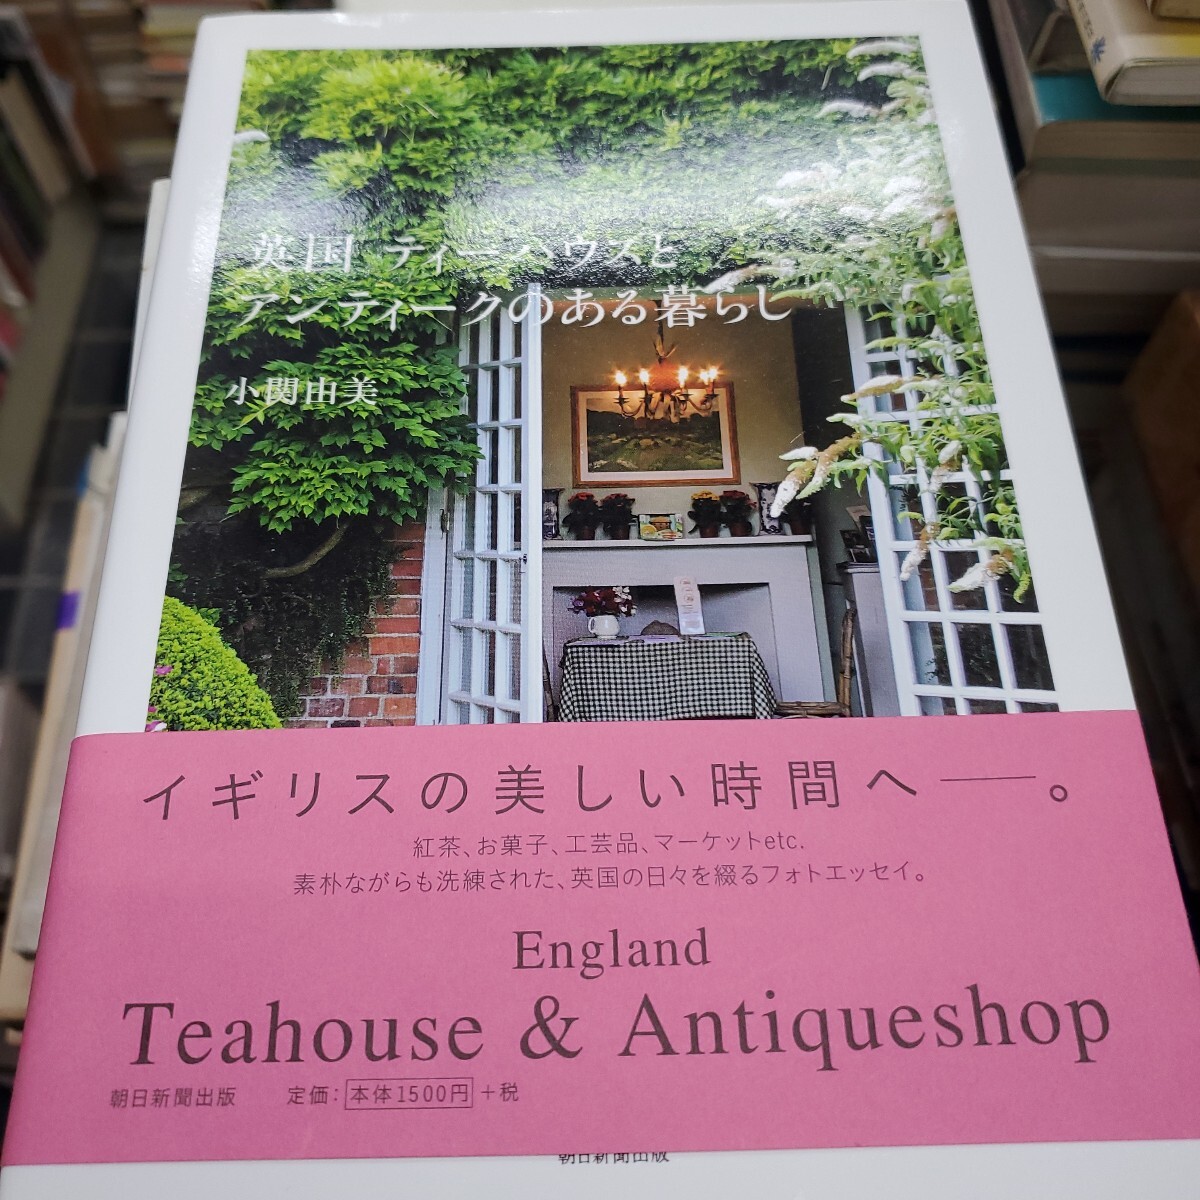 英国 ティーハウスと
アンティークのある暮らし
小関由美
イギリスの美しい時間へ――。
紅茶、お菓子、工芸品、マーケットetc.
素朴ながらも洗練された、英国の日々を綴るフォトエッセイ。
England
Teahouse & Antiqueshop
朝日新聞出版 定価：本体1500円＋税
朝日新聞出版